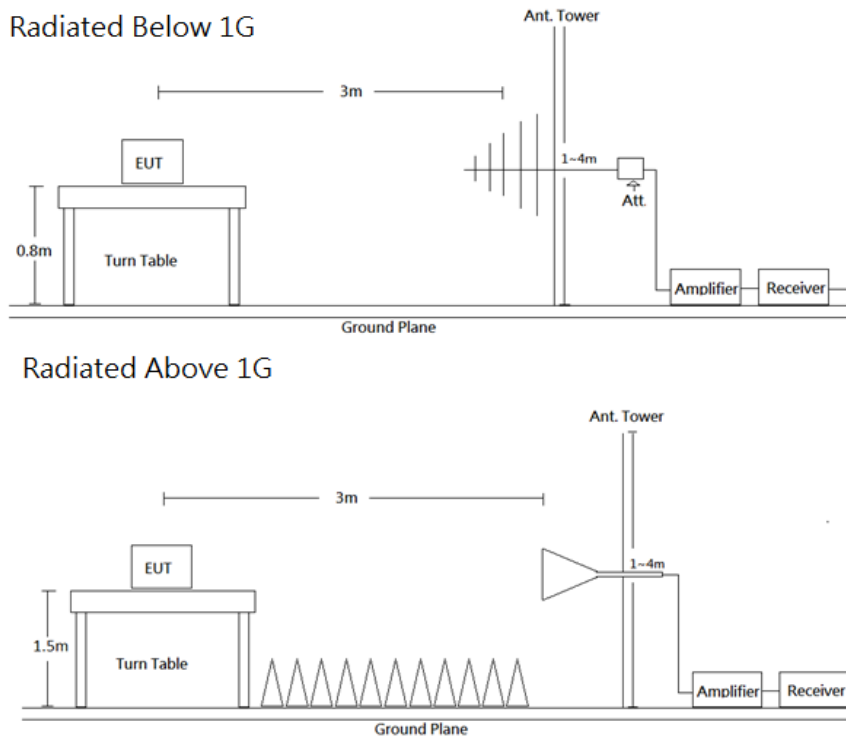 Radiated Below 1G
Ant. Tower
3m
EUT
1~4m
Att.
0.8m
Turn Table
Amplifier
Receiver
Ground Plane
Radiated Above 1G
Ant. Tower
3m
EUT
1~4m
1.5m
Turn Table
Amplifier
Receiver
Ground Plane